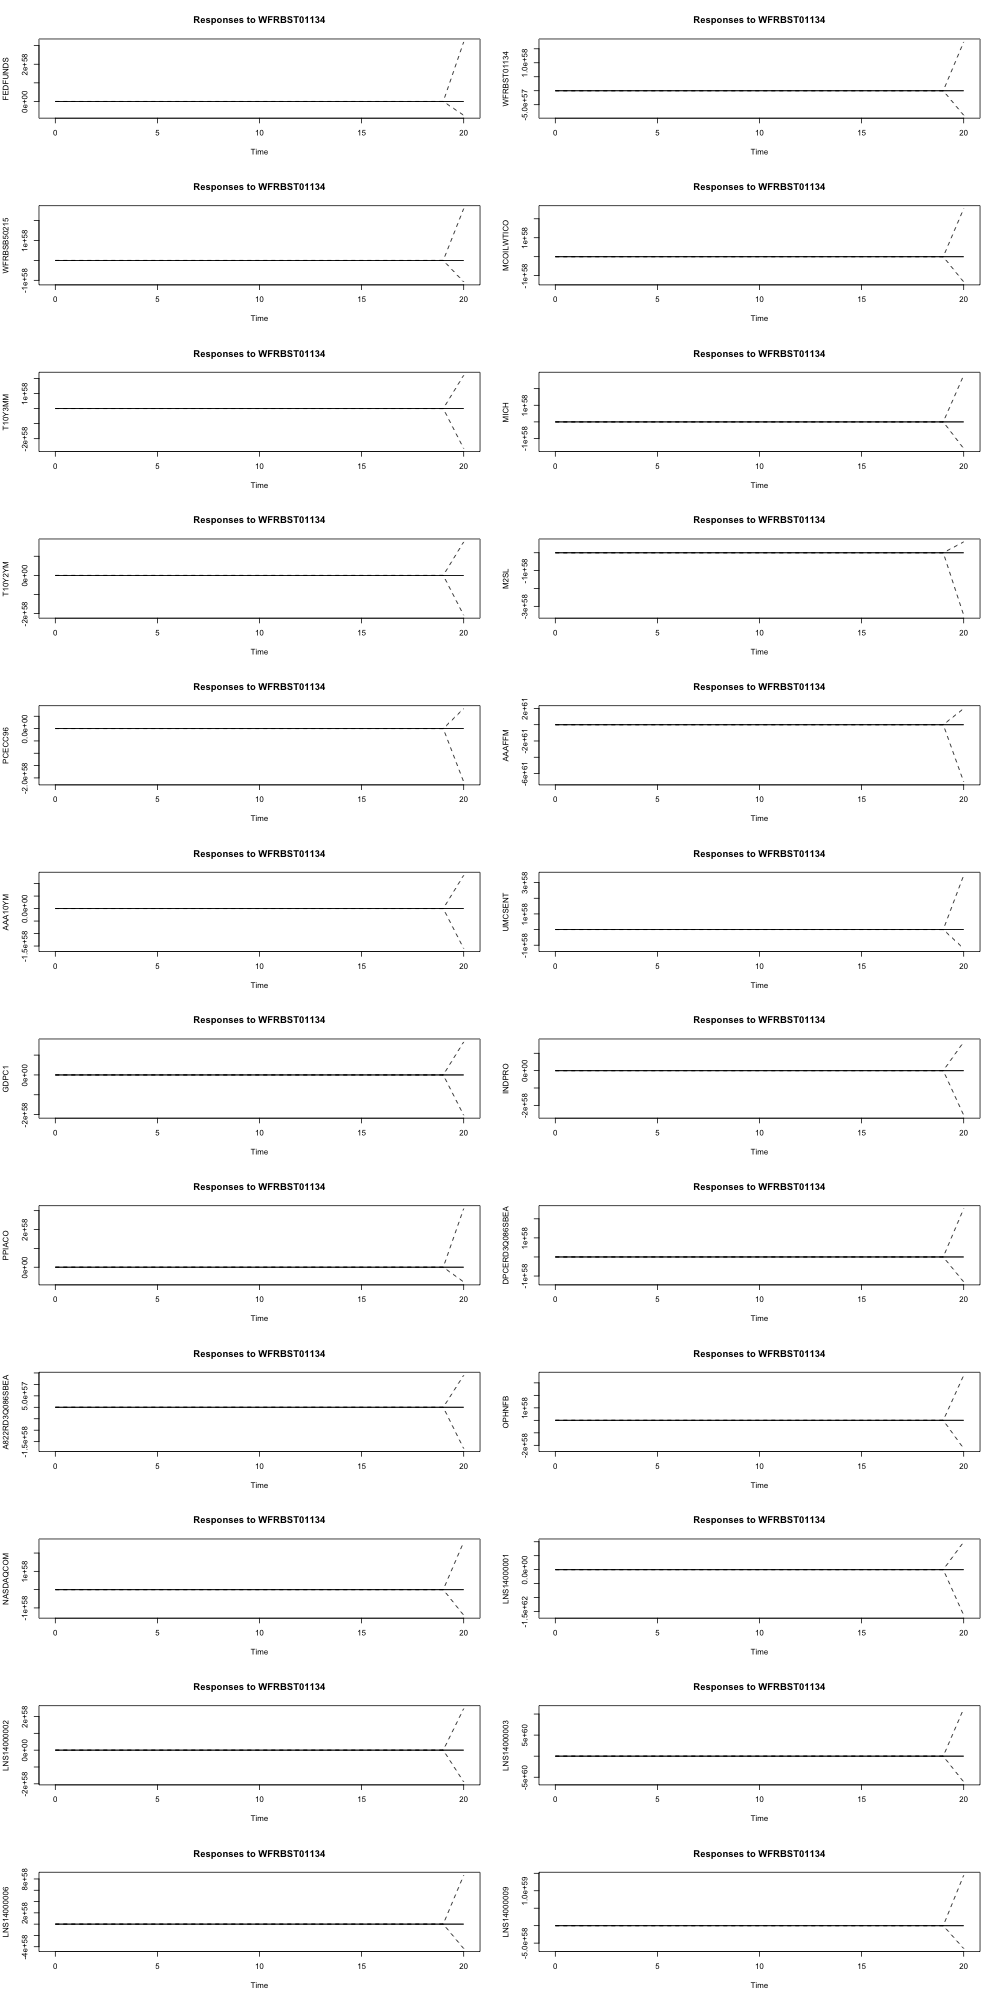 Responses to WFRBST01134
FEDFUNDS
0e+00 2e+58
0 5 10 15 20
Time
Responses to WFRBST01134
WFRBST01134
-5.0e+57 1.0e+58
0 5 10 15 20
Time
Responses to WFRBST01134
WFRBSB50215
-1e+58 1e+58
0 5 10 15 20
Time
Responses to WFRBST01134
MCOILWTICO
-1e+58 1e+58
0 5 10 15 20
Time
Responses to WFRBST01134
T10Y3MM
-2e+58 1e+58
0 5 10 15 20
Time
Responses to WFRBST01134
MICH
-1e+58 1e+58
0 5 10 15 20
Time
Responses to WFRBST01134
T10Y2YM
-2e+58 0e+00
0 5 10 15 20
Time
Responses to WFRBST01134
M2SL
-3e+58 -1e+58
0 5 10 15 20
Time
Responses to WFRBST01134
PCECC96
-2.0e+58 0.0e+00
0 5 10 15 20
Time
Responses to WFRBST01134
AAAFFM
-6e+61 -2e+61 2e+61
0 5 10 15 20
Time
Responses to WFRBST01134
AAA10YM
-1.5e+58 0.0e+00
0 5 10 15 20
Time
Responses to WFRBST01134
UMCSENT
-1e+58 1e+58 3e+58
0 5 10 15 20
Time
Responses to WFRBST01134
GDPC1
-2e+58 0e+00
0 5 10 15 20
Time
Responses to WFRBST01134
INDPRO
-2e+58 0e+00
0 5 10 15 20
Time
Responses to WFRBST01134
PPIACO
0e+00 2e+58
0 5 10 15 20
Time
Responses to WFRBST01134
DPCERD3Q086SBEA
-1e+58 1e+58
0 5 10 15 20
Time
Responses to WFRBST01134
A822RD3Q086SBEA
-1.5e+58 5.0e+57
0 5 10 15 20
Time
Responses to WFRBST01134
OPHNFB
-2e+58 1e+58
0 5 10 15 20
Time
Responses to WFRBST01134
NASDAQCOM
-1e+58 1e+58
0 5 10 15 20
Time
Responses to WFRBST01134
LNS14000001
-1.5e+62 0.0e+00
0 5 10 15 20
Time
Responses to WFRBST01134
LNS14000002
-2e+58 0e+00 2e+58
0 5 10 15 20
Time
Responses to WFRBST01134
LNS14000003
-5e+60 5e+60
0 5 10 15 20
Time
Responses to WFRBST01134
LNS14000006
-4e+58 2e+58 8e+58
0 5 10 15 20
Time
Responses to WFRBST01134
LNS14000009
-5.0e+58 1.0e+59
0 5 10 15 20
Time